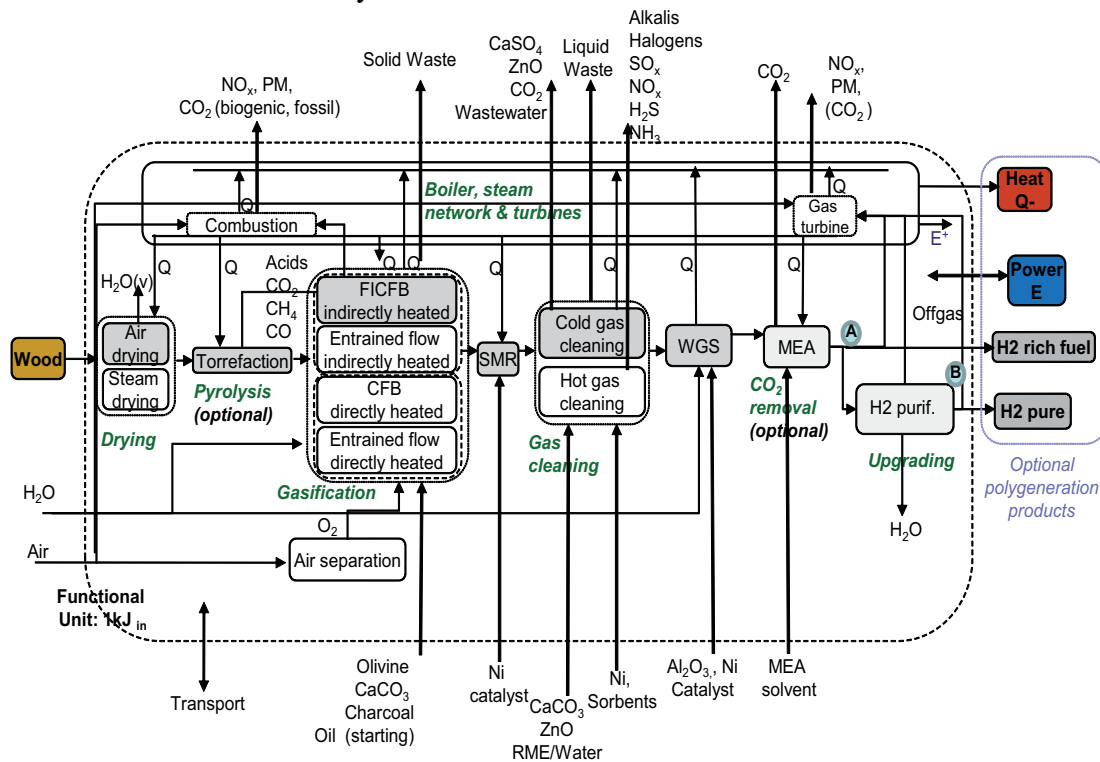 Solid Waste
CaSO4
ZnO
CO2
Wastewater
Liquid
Waste
Alkalis
Halogens
SOx
NOx
H2S
NH3
CO2
NOx,
PM,
(CO2)
NOx, PM,
CO2 (biogenic, fossil)
Boiler, steam
network & turbines
Q
Q
Q
Q
Q
Q
Combustion
Gas
turbine
Heat
Q-
E+
Power
E
Offgas
Q
Q
Q
Q
Q
Q
H2O(v)
Acids
CO2
CH4
CO
Wood
Air
drying
Steam
drying
Drying
Torrefaction
Pyrolysis
(optional)
FICFB
indirectly heated
Entrained flow
indirectly heated
CFB
directly heated
Entrained flow
directly heated
Gasification
SMR
Cold gas
cleaning
Hot gas
cleaning
Gas
cleaning
WGS
MEA
CO2
removal
(optional)
A
B
H2 purif.
Upgrading
H2O
H2 rich fuel
H2 pure
Optional
polygeneration
products
H2O
O2
Air
Air separation
Functional
Unit: 1kJ in
Transport
Olivine
CaCO3
Charcoal
Oil (starting)
Ni
catalyst
CaCO3
ZnO
RME/Water
Ni,
Sorbents
Al2O3,, Ni
Catalyst
MEA
solvent